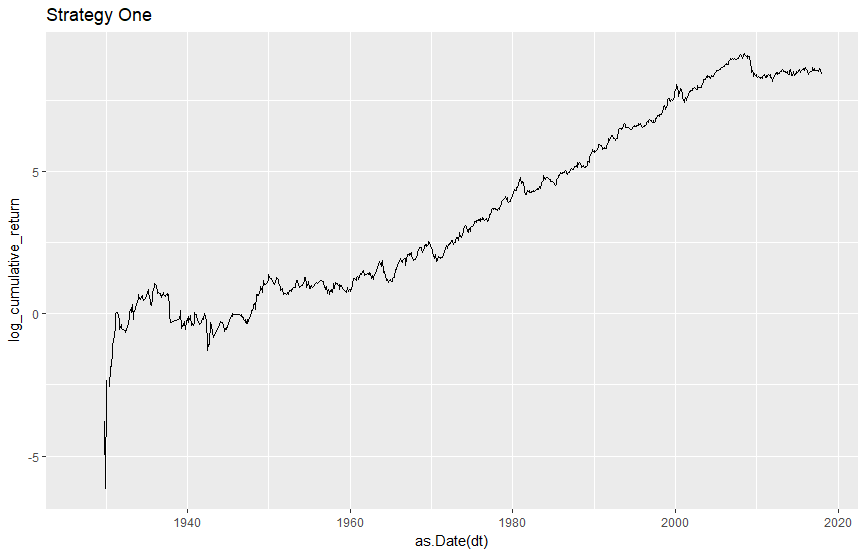 Strategy One
log_cumulative_return
5
0
-5
1940 1960 1980 2000 2020
as.Date(dt)